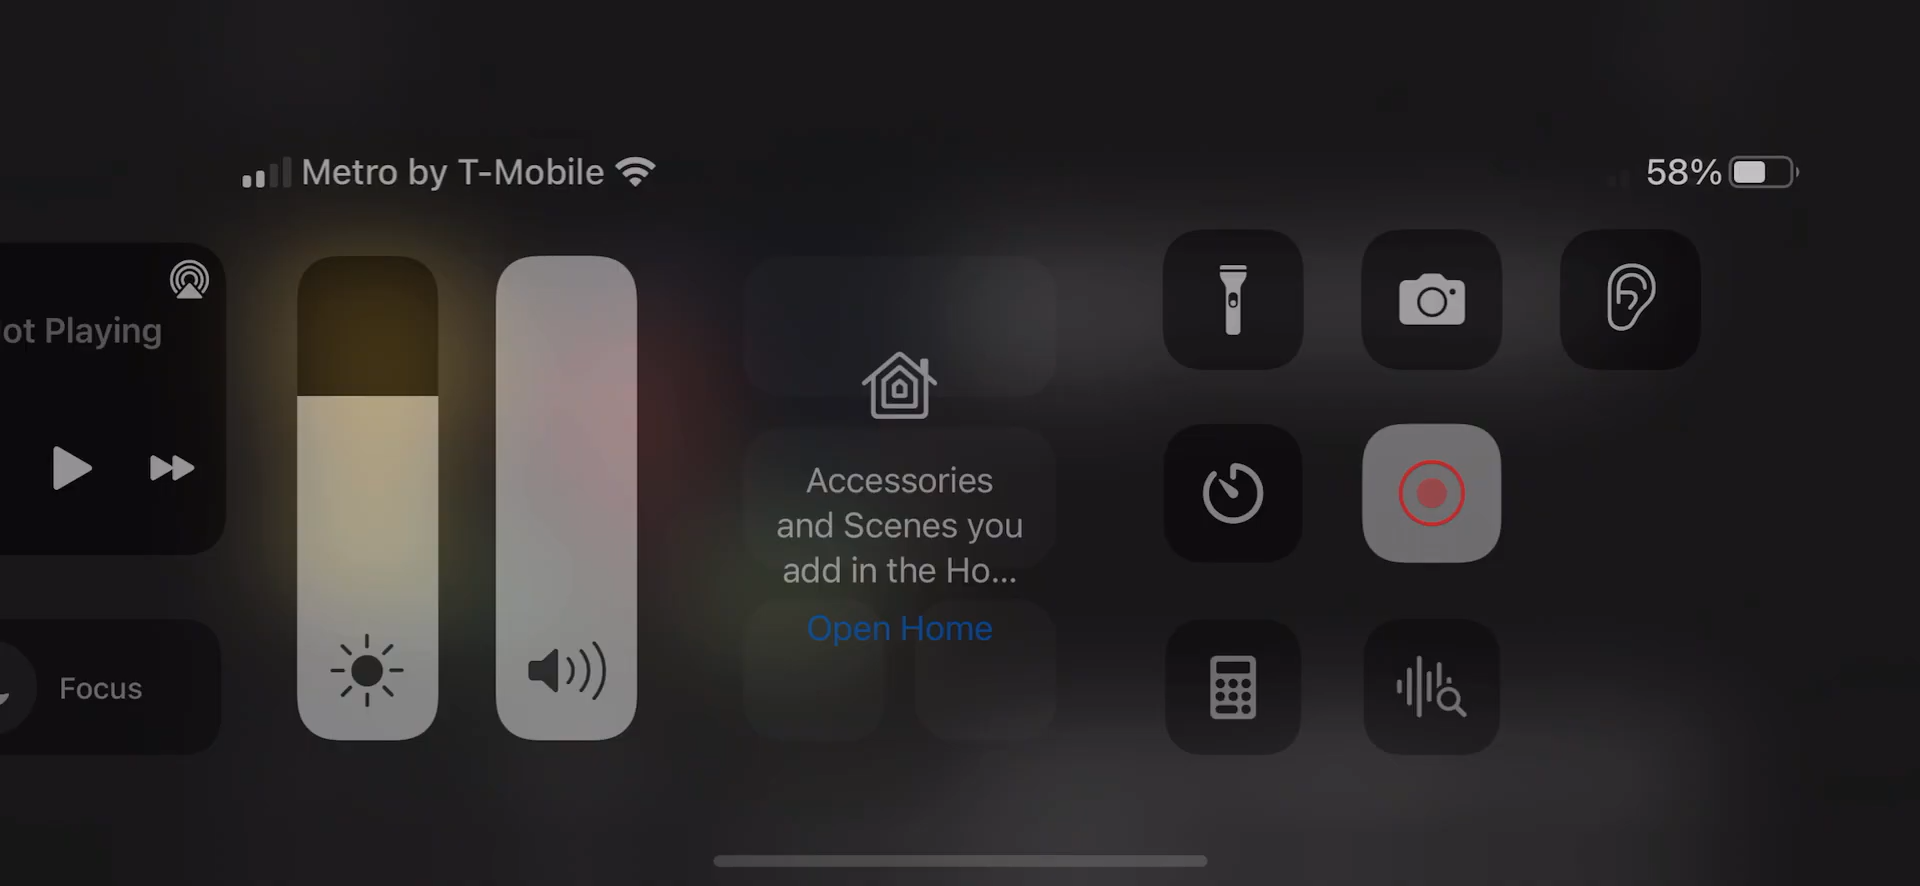 Metro by T-Mobile
58%
ot Playing
Accessories
and Scenes you
add in the Ho...
Open Home
Focus